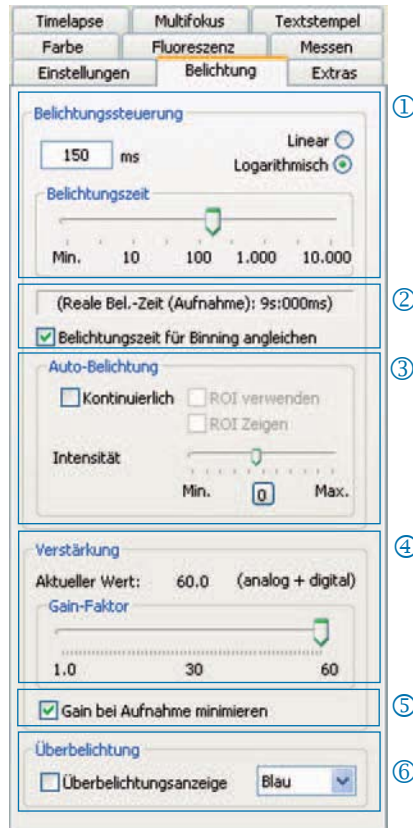 Timelapse Multifokus Textstempel
Farbe Fluoreszenz Messen
Einstellungen Belichtung Extras
①
Belichtungssteuerung
Linear
150 ms
Logarithmisch
Belichtungszeit
Min. 10 100 1.000 10.000
②
(Reale Bel.-Zeit (Aufnahme): 9s:000ms)
Belichtungszeit für Binning angleichen
③
Auto-Belichtung
Kontinuierlich ROI verwenden
ROI Zeigen
Intensität
Min. 0 Max.
④
Verstärkung
Aktueller Wert: 60.0 (analog + digital)
Gain-Faktor
1.0 30 60
⑤
Gain bei Aufnahme minimieren
Überbelichtung
⑥
Überbelichtungsanzeige Blau